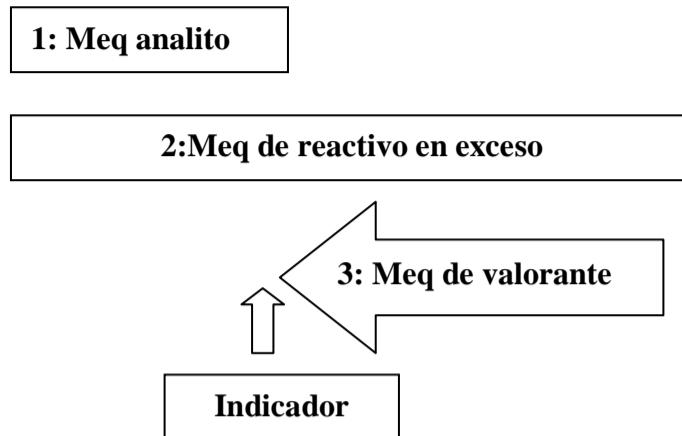 1: Meq analito
2:Meq de reactivo en exceso
3: Meq de valorante
Indicador